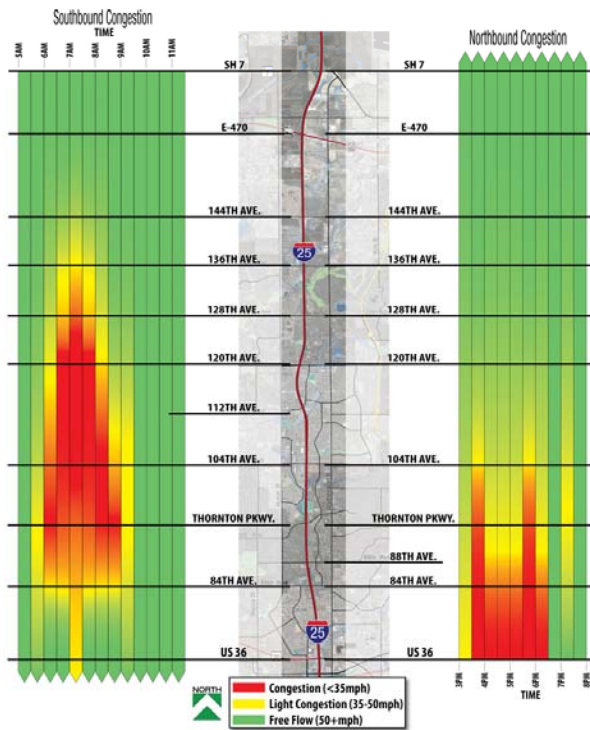 Southbound Congestion
TIME
5AM
6AM
7AM
8AM
9AM
10AM
11AM
Northbound Congestion
SH 7
SH 7
E-470
E-470
144TH AVE.
144TH AVE.
25
136TH AVE.
136TH AVE.
128TH AVE.
128TH AVE.
120TH AVE.
120TH AVE.
112TH AVE.
104TH AVE.
104TH AVE.
THORNTON PKWY.
THORNTON PKWY.
88TH AVE.
84TH AVE.
84TH AVE.
25
US 36
US 36
3PM
4PM
5PM
6PM
7PM
8PM
TIME
NORTH
Congestion (<35mph)
Light Congestion (35-50mph)
Free Flow (50+mph)